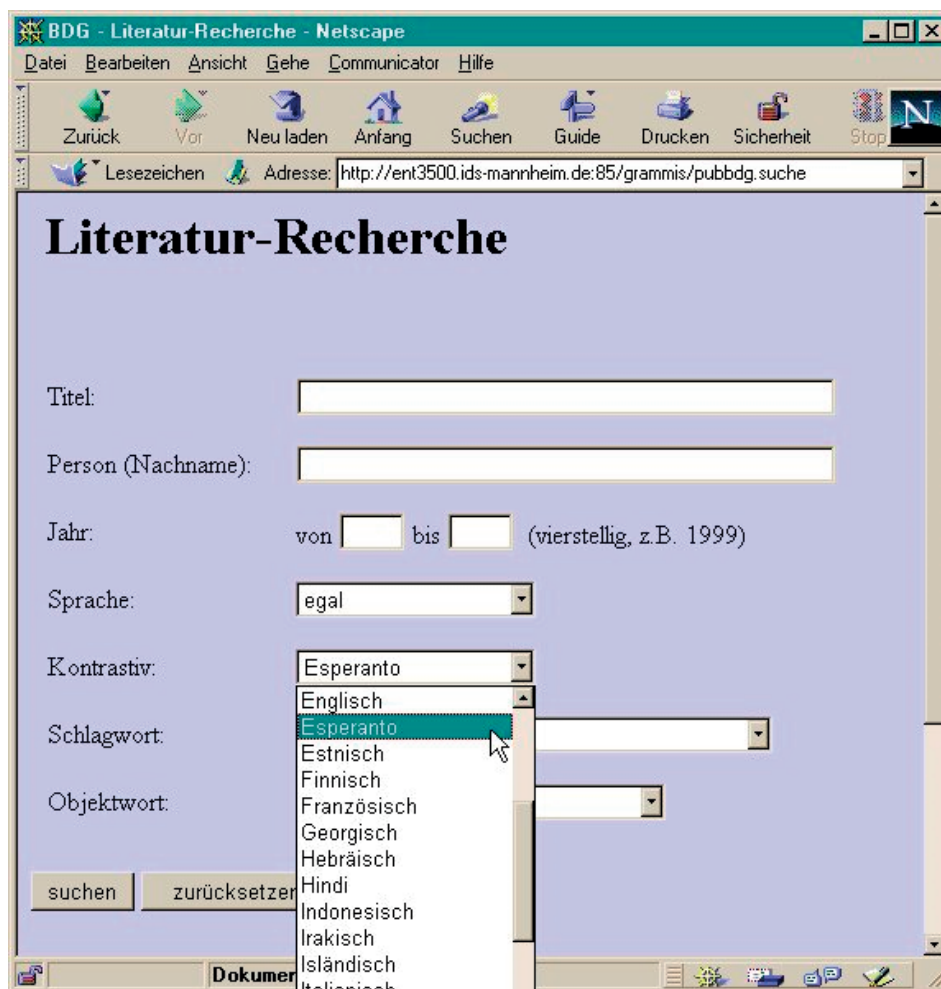 BDG - Literatur-Recherche - Netscape
Datei Bearbeiten Ansicht Gehe Communicator Hilfe
Zurück Vor Neu laden Anfang Suchen Guide Drucken Sicherheit Stop N
Lesezeichen Adresse: http://ent3500.ids-mannheim.de:85/grammis/pubbdg.suche
Literatur-Recherche
Titel:
Person (Nachname):
Jahr: von bis (vierstellig, z.B. 1999)
Sprache: egal
Kontrastiv: Esperanto
Englisch
Esperanto
Schlagwort:
Estnisch
Finnisch
Objektwort:
Französisch
Georgisch
Hebräisch
suchen zurücksetzen
Hindi
Indonesisch
Irakisch
Isländisch
Dokumen
Italienisch